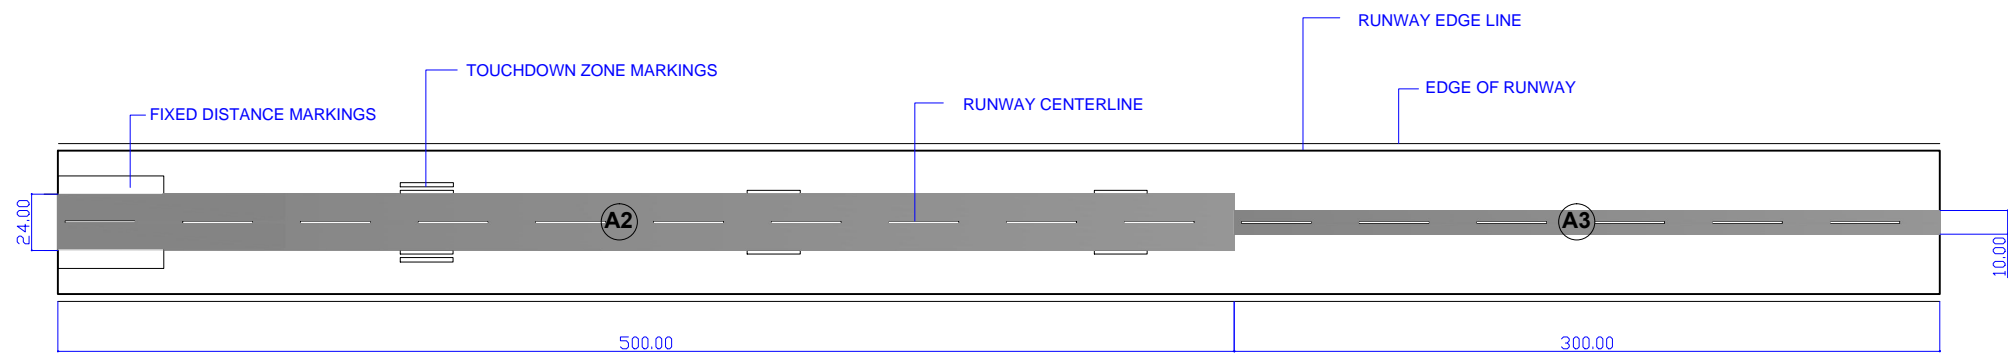 RUNWAY EDGE LINE
TOUCHDOWN ZONE MARKINGS
EDGE OF RUNWAY
RUNWAY CENTERLINE
FIXED DISTANCE MARKINGS
24.00
A2
A3
10.00
500.00
300.00